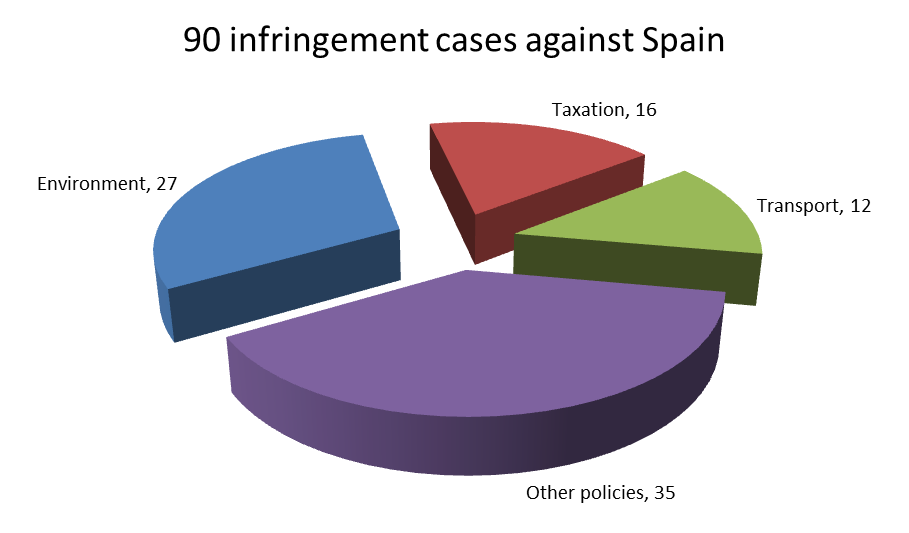 90 infringement cases against Spain
Taxation, 16
Environment, 27
Transport, 12
Other policies, 35